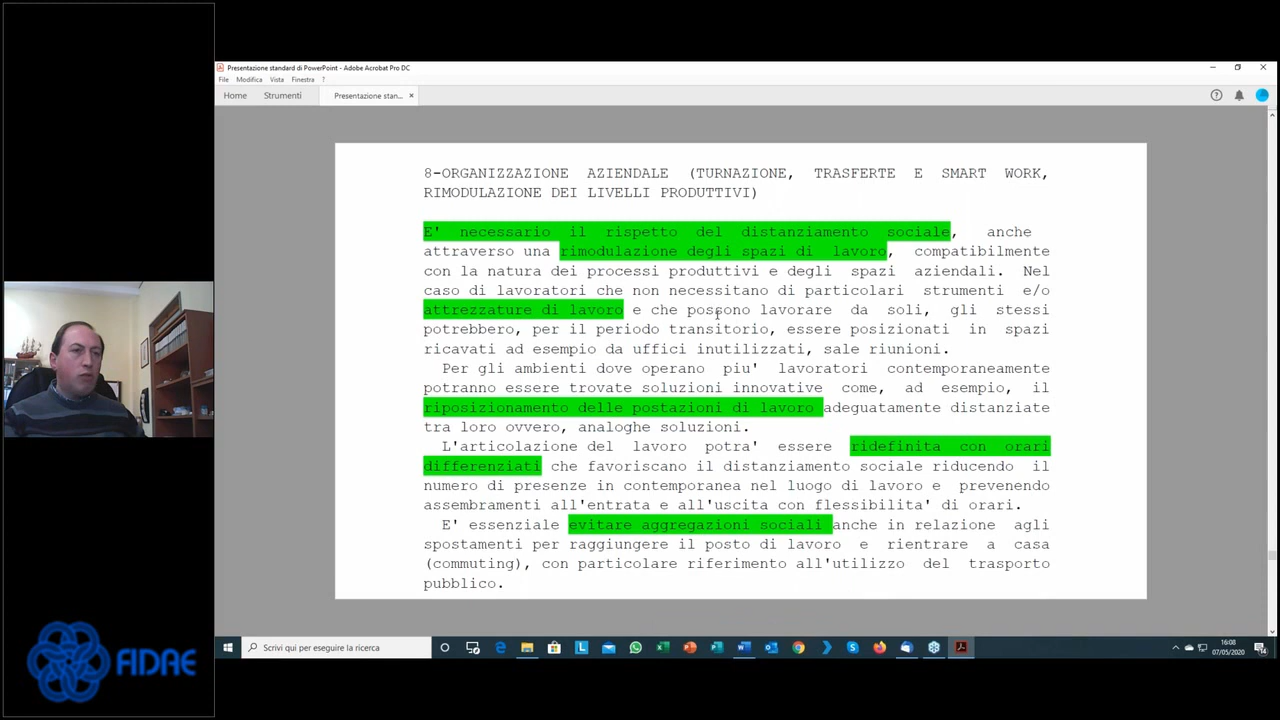 Presentazione standard di PowerPoint - Adobe Acrobat Pro DC
File Modifica Vista Finestra ?
Home Strumenti Presentazione stan... ×
8-ORGANIZZAZIONE AZIENDALE (TURNAZIONE, TRASFERTE E SMART WORK,
RIMODULAZIONE DEI LIVELLI PRODUTTIVI)
E' necessario il rispetto del distanziamento sociale, anche
attraverso una rimodulazione degli spazi di lavoro, compatibilmente
con la natura dei processi produttivi e degli spazi aziendali. Nel
caso di lavoratori che non necessitano di particolari strumenti e/o
attrezzature di lavoro e che possono lavorare da soli, gli stessi
potrebbero, per il periodo transitorio, essere posizionati in spazi
ricavati ad esempio da uffici inutilizzati, sale riunioni.
Per gli ambienti dove operano piu' lavoratori contemporaneamente
potranno essere trovate soluzioni innovative come, ad esempio, il
riposizionamento delle postazioni di lavoro adeguatamente distanziate
tra loro ovvero, analoghe soluzioni.
L'articolazione del lavoro potra' essere ridefinita con orari
differenziati che favoriscano il distanziamento sociale riducendo il
numero di presenze in contemporanea nel luogo di lavoro e prevenendo
assembramenti all'entrata e all'uscita con flessibilita' di orari.
E' essenziale evitare aggregazioni sociali anche in relazione agli
spostamenti per raggiungere il posto di lavoro e rientrare a casa
(commuting), con particolare riferimento all'utilizzo del trasporto
pubblico.
Scrivi qui per eseguire la ricerca
16:08
07/05/2020
FIDAE